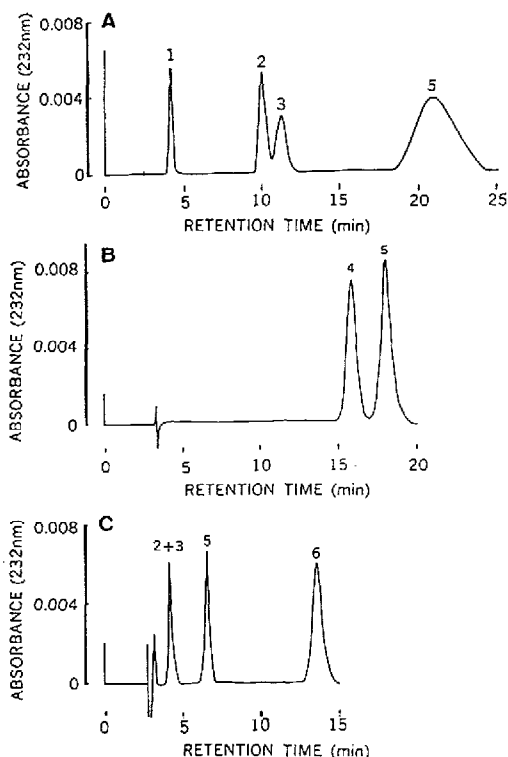 A
0.008
0.004
0
ABSORBANCE (232nm)
1
2
3
5
0 5 10 15 20 25
RETENTION TIME (min)
B
0.008
0.004
0
ABSORBANCE (232nm)
4
5
0 5 10 15 20
RETENTION TIME (min)
C
0.008
0.004
0
ABSORBANCE (232nm)
2+3
5
6
0 5 10 15
RETENTION TIME (min)